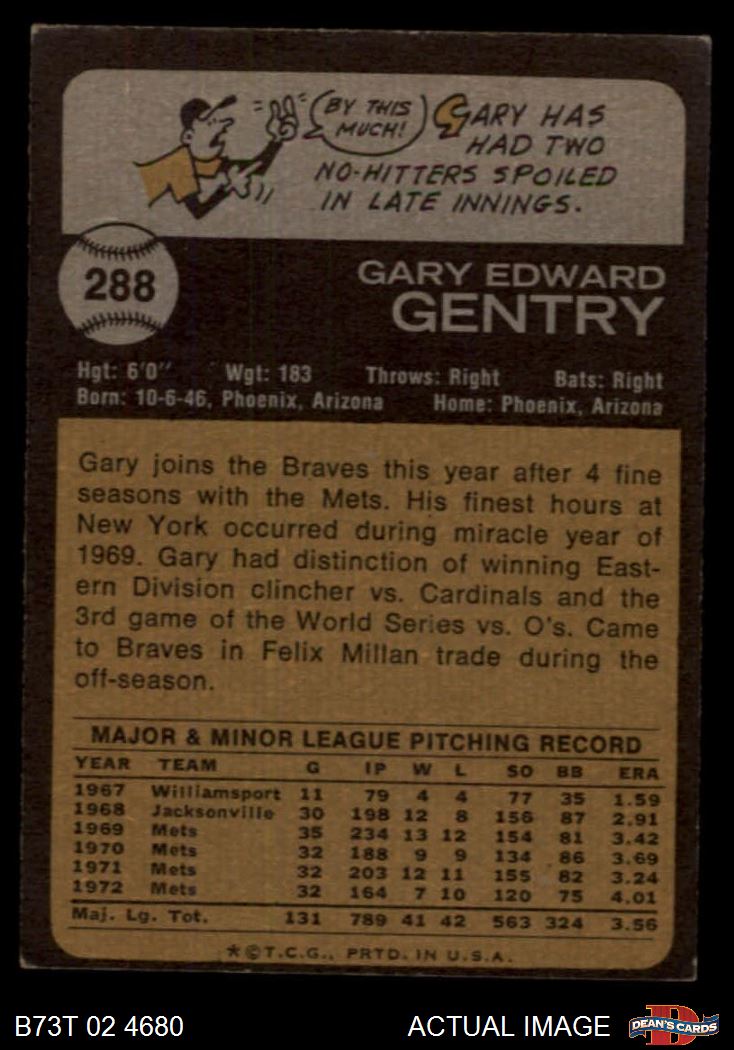 "BY THIS
MUCH!
GARY HAS
HAD TWO
NO-HITTERS SPOILED
IN LATE INNINGS.
288
GARY EDWARD
GENTRY
Hgt: 6'0" Wgt: 183 Throws: Right Bats: Right
Born: 10-6-46, Phoenix, Arizona Home: Phoenix, Arizona
Gary joins the Braves this year after 4 fine
seasons with the Mets. His finest hours at
New York occurred during miracle year of
1969. Gary had distinction of winning East-
ern Division clincher vs. Cardinals and the
3rd game of the World Series vs. O's. Came
to Braves in Felix Millan trade during the
off-season.
MAJOR & MINOR LEAGUE PITCHING RECORD
YEAR TEAM G IP W L SO BB ERA
1967 Williamsport 11 79 4 4 77 35 1.59
1968 Jacksonville 30 198 12 8 156 87 2.91
1969 Mets 35 234 13 12 154 81 3.42
1970 Mets 32 188 9 9 134 86 3.69
1971 Mets 32 203 12 11 155 82 3.24
1972 Mets 32 164 7 10 120 75 4.01
Maj. Lg. Tot. 131 789 41 42 563 324 3.56
*©T.C.G., PRTD. IN U.S.A.
B73T 02 4680 ACTUAL IMAGE D DEAN'S CARDS